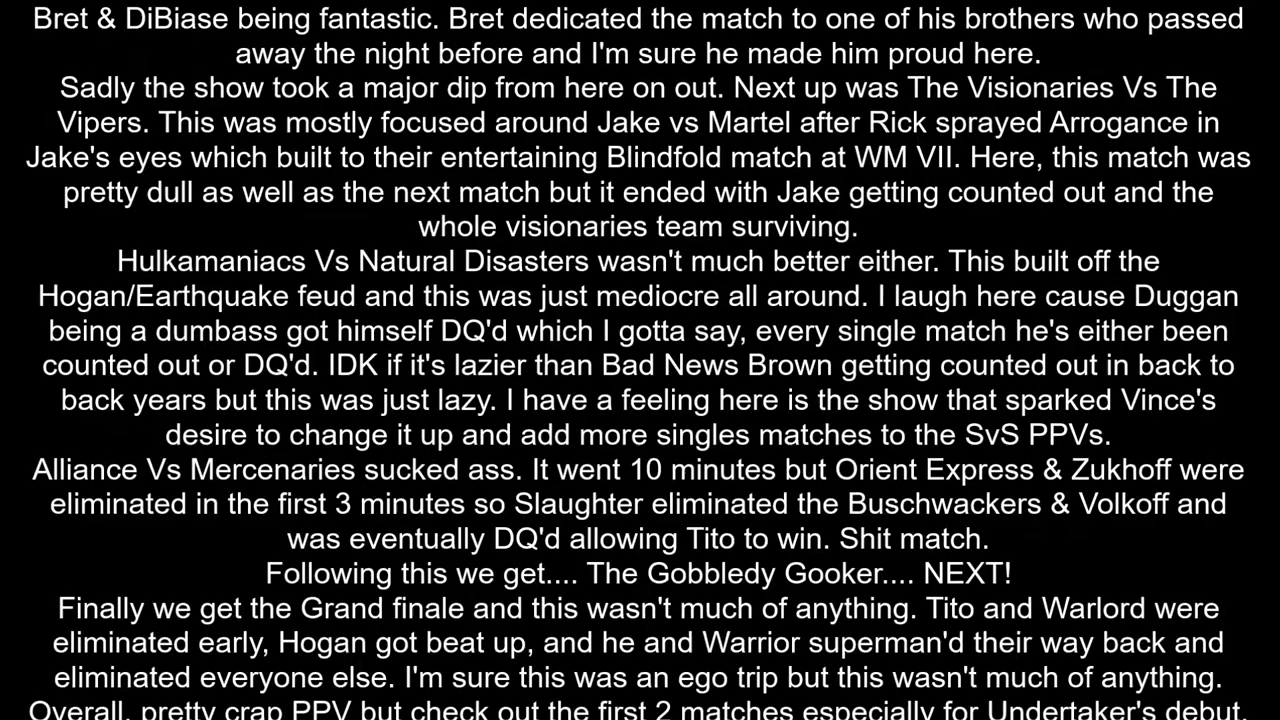 Bret & DiBiase being fantastic. Bret dedicated the match to one of his brothers who passed
away the night before and I'm sure he made him proud here.
Sadly the show took a major dip from here on out. Next up was The Visionaries Vs The
Vipers. This was mostly focused around Jake vs Martel after Rick sprayed Arrogance in
Jake's eyes which built to their entertaining Blindfold match at WM VII. Here, this match was
pretty dull as well as the next match but it ended with Jake getting counted out and the
whole visionaries team surviving.
Hulkamaniacs Vs Natural Disasters wasn't much better either. This built off the
Hogan/Earthquake feud and this was just mediocre all around. I laugh here cause Duggan
being a dumbass got himself DQ'd which I gotta say, every single match he's either been
counted out or DQ'd. IDK if it's lazier than Bad News Brown getting counted out in back to
back years but this was just lazy. I have a feeling here is the show that sparked Vince's
desire to change it up and add more singles matches to the SvS PPVs.
Alliance Vs Mercenaries sucked ass. It went 10 minutes but Orient Express & Zukhoff were
eliminated in the first 3 minutes so Slaughter eliminated the Buschwackers & Volkoff and
was eventually DQ'd allowing Tito to win. Shit match.
Following this we get.... The Gobbledy Gooker.... NEXT!
Finally we get the Grand finale and this wasn't much of anything. Tito and Warlord were
eliminated early, Hogan got beat up, and he and Warrior superman'd their way back and
eliminated everyone else. I'm sure this was an ego trip but this wasn't much of anything.
Overall, pretty crap PPV but check out the first 2 matches especially for Undertaker's debut.